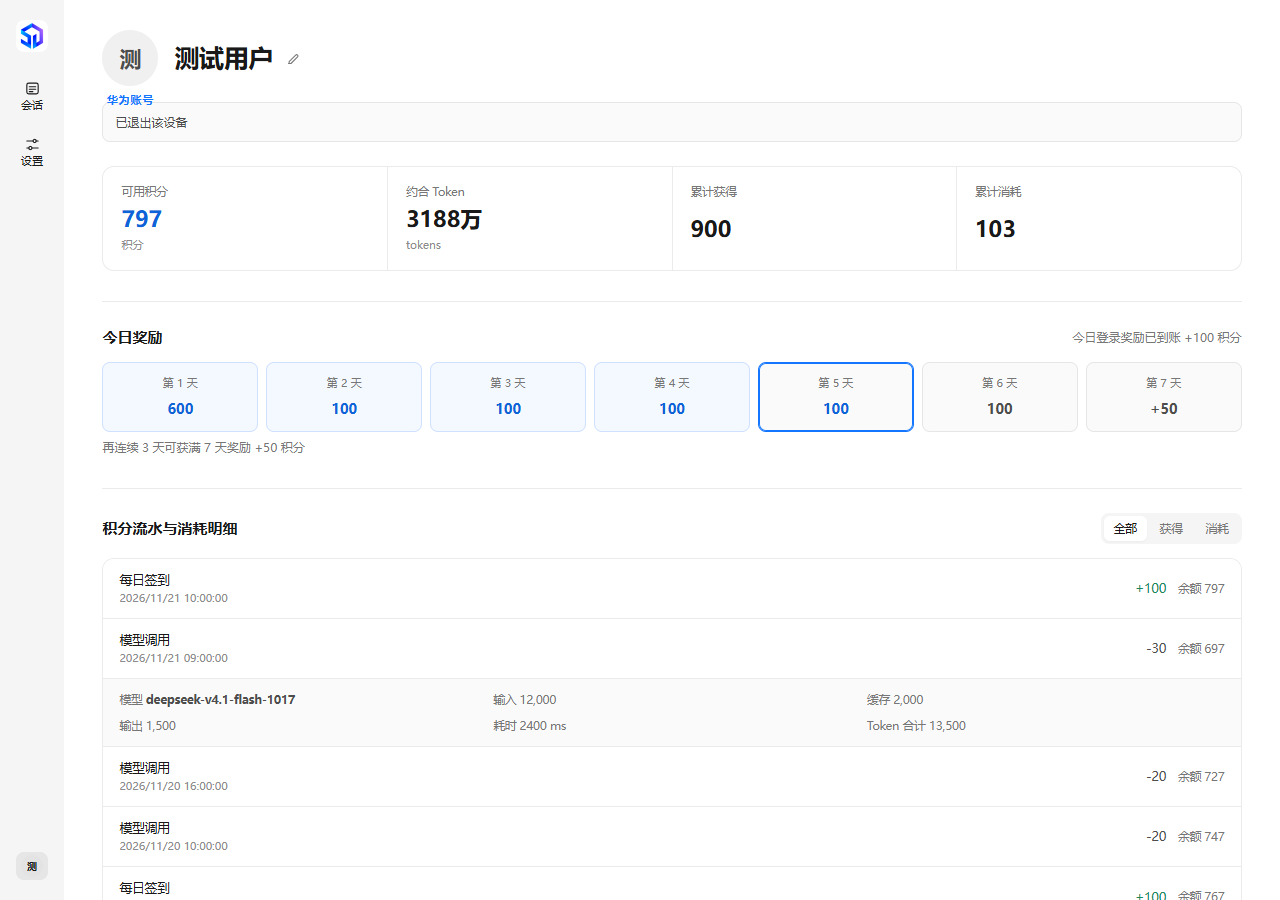 会话
设置
测
测
测试用户
华为账号
已退出该设备
可用积分
797
积分
约合 Token
3188万
tokens
累计获得
900
累计消耗
103
今日奖励
今日登录奖励已到账 +100 积分
第 1 天
600
第 2 天
100
第 3 天
100
第 4 天
100
第 5 天
100
第 6 天
100
第 7 天
+50
再连续 3 天可获满 7 天奖励 +50 积分
积分流水与消耗明细
全部 获得 消耗
每日签到
2026/11/21 10:00:00
+100 余额 797
模型调用
2026/11/21 09:00:00
-30 余额 697
模型 deepseek-v4.1-flash-1017 输入 12,000 缓存 2,000
输出 1,500 耗时 2400 ms Token 合计 13,500
模型调用
2026/11/20 16:00:00
-20 余额 727
模型调用
2026/11/20 10:00:00
-20 余额 747
每日签到
+100 余额 767